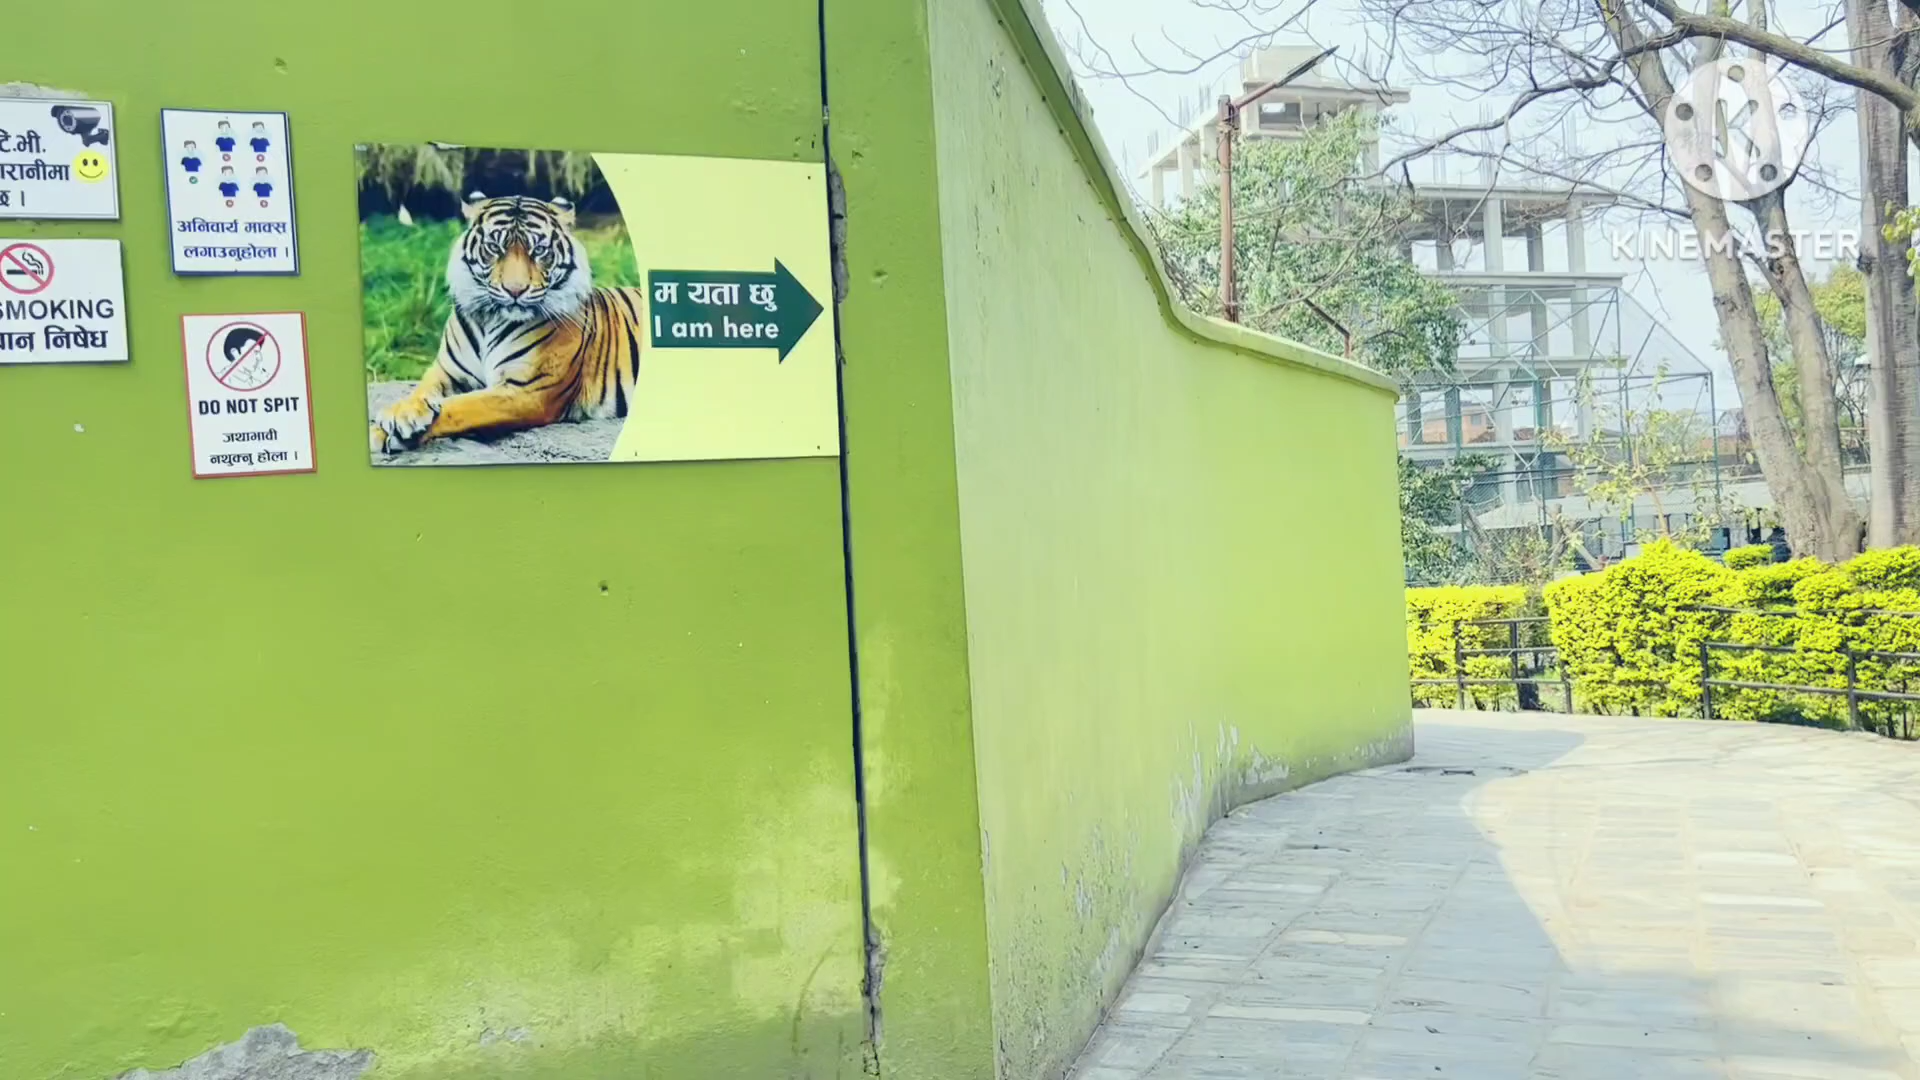 टि.भी.
रानीमा
छ ।
SMOKING
पान निषेध
अनिवार्य माक्स
लगाउनुहोला ।
DO NOT SPIT
जथाभावी
नथुक्नु होला ।
म यता छु
I am here
KINEMASTER